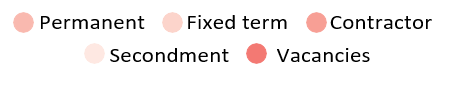 Permanent Fixed term Contractor
Secondment Vacancies